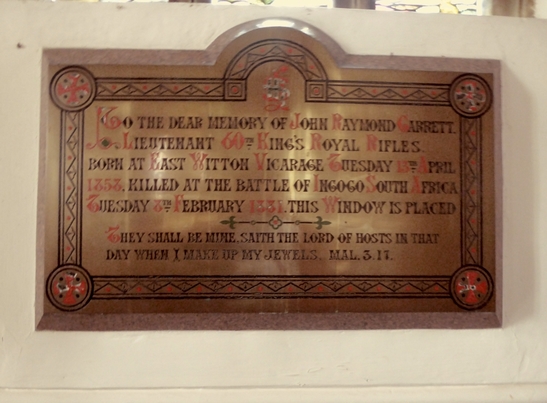 TO THE DEAR MEMORY OF JOHN RAYMOND GARRETT.
LIEUTENANT 60TH KING'S ROYAL RIFLES.
BORN AT EAST WITTON VICARAGE TUESDAY 13TH APRIL
1858, KILLED AT THE BATTLE OF INGOGO SOUTH AFRICA
TUESDAY 8TH FEBRUARY 1881. THIS WINDOW IS PLACED
THEY SHALL BE MINE, SAITH THE LORD OF HOSTS IN THAT
DAY WHEN I MAKE UP MY JEWELS. MAL. 3. 17.